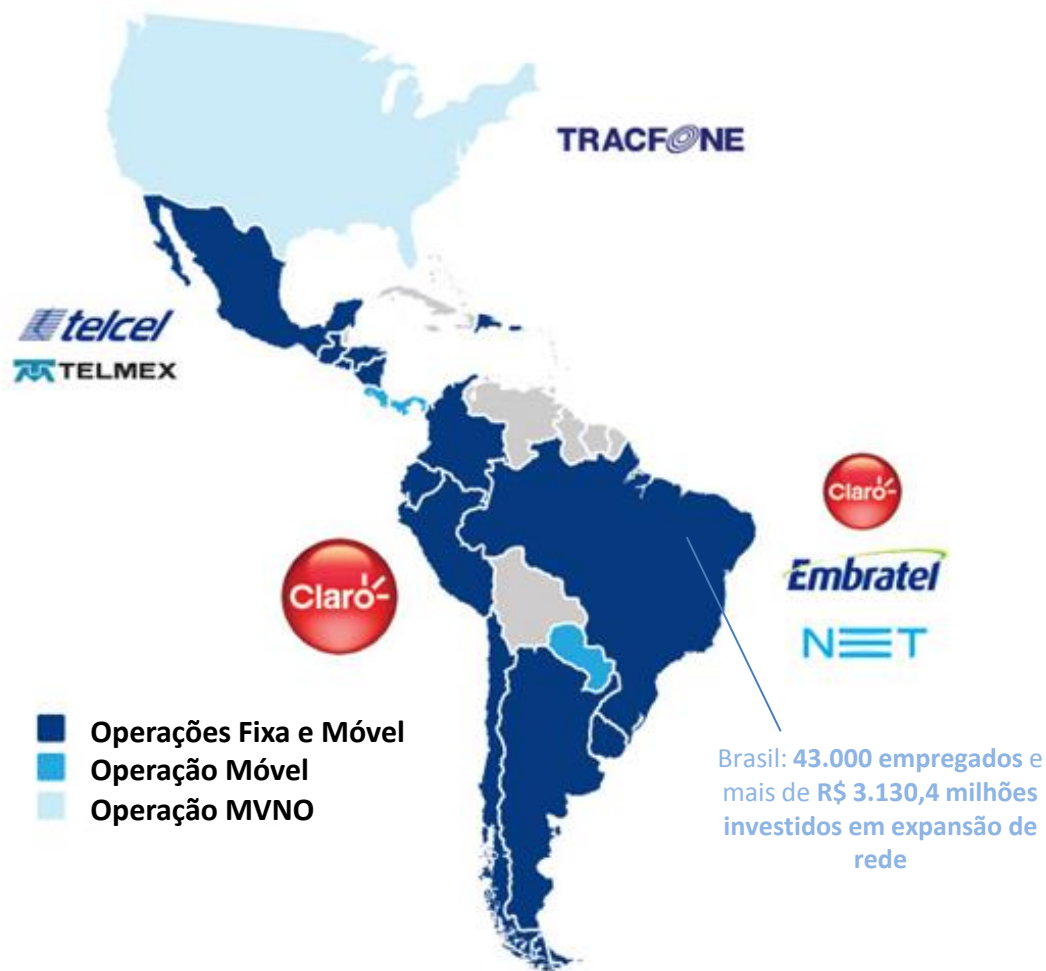 TRACFONE
telcel
TELMEX
Claro
Embratel
NET
Claro
Operações Fixa e Móvel
Operação Móvel
Operação MVNO
Brasil: 43.000 empregados e
mais de R$ 3.130,4 milhões
investidos em expansão de
rede